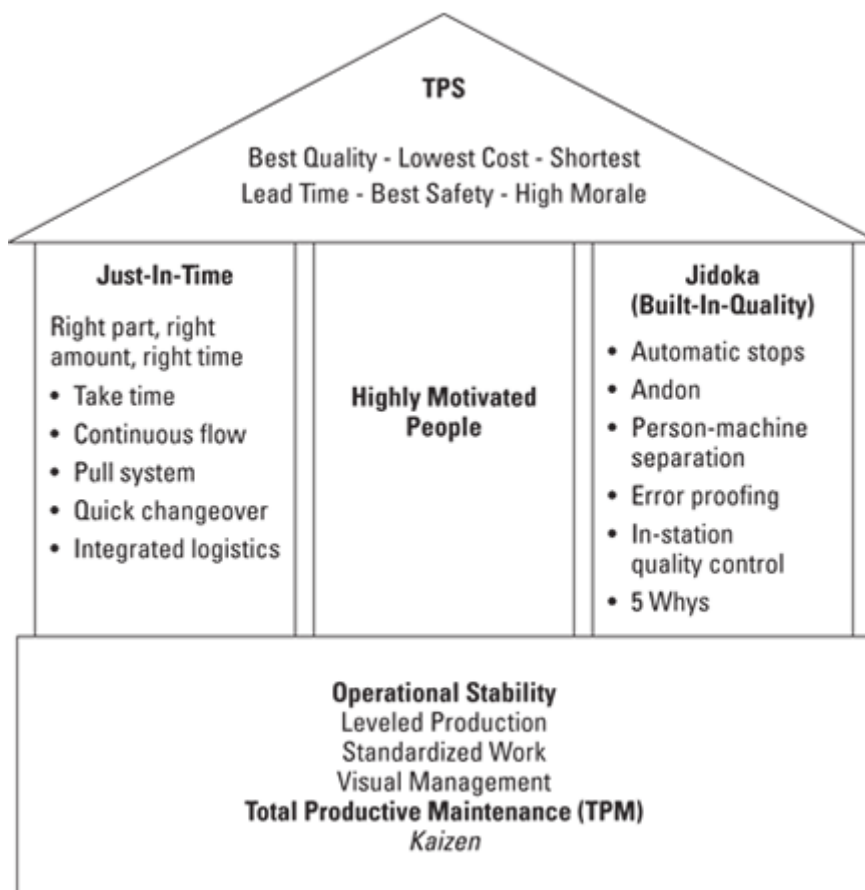 TPS
Best Quality - Lowest Cost - Shortest
Lead Time - Best Safety - High Morale
Just-In-Time
Right part, right
amount, right time
• Take time
• Continuous flow
• Pull system
• Quick changeover
• Integrated logistics
Highly Motivated
People
Jidoka
(Built-In-Quality)
• Automatic stops
• Andon
• Person-machine
separation
• Error proofing
• In-station
quality control
• 5 Whys
Operational Stability
Leveled Production
Standardized Work
Visual Management
Total Productive Maintenance (TPM)
Kaizen